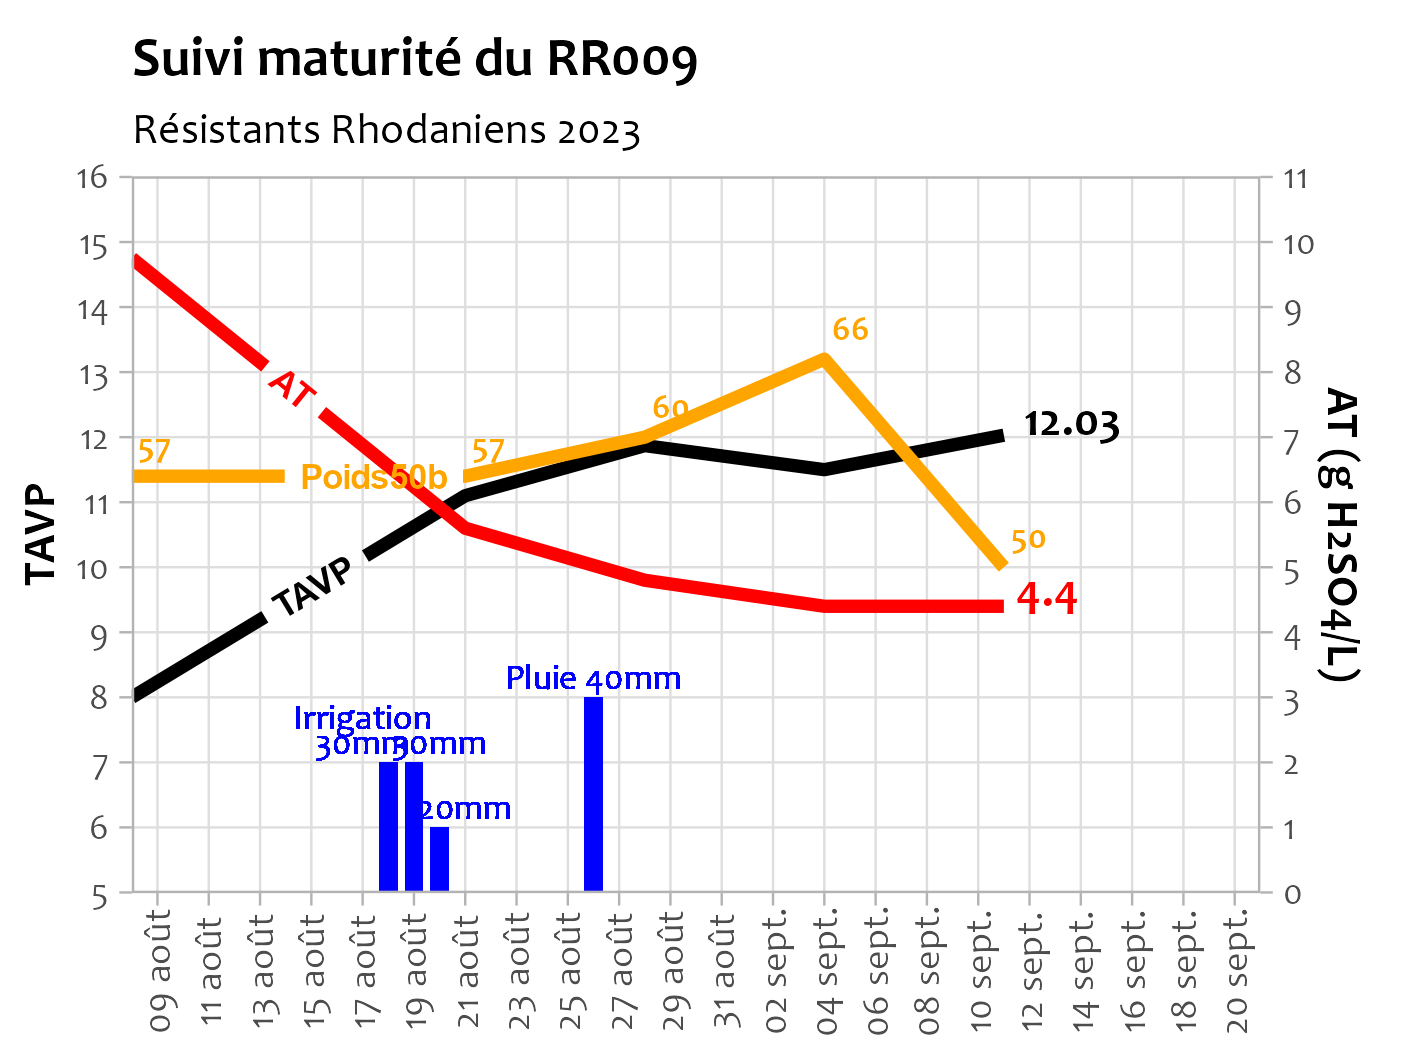 Suivi maturité du RR009
Résistants Rhodaniens 2023
16
15
14
13
12
11
10
9
8
7
6
5
TAVP
11
10
9
8
7
6
5
4
3
2
1
0
AT (g H2SO4/L)
AT
TAVP
Poids50b
57
57
60
66
50
12.03
4.4
Pluie 40mm
Irrigation
30mm
30mm
20mm
09 août
11 août
13 août
15 août
17 août
19 août
21 août
23 août
25 août
27 août
29 août
31 août
02 sept.
04 sept.
06 sept.
08 sept.
10 sept.
12 sept.
14 sept.
16 sept.
18 sept.
20 sept.